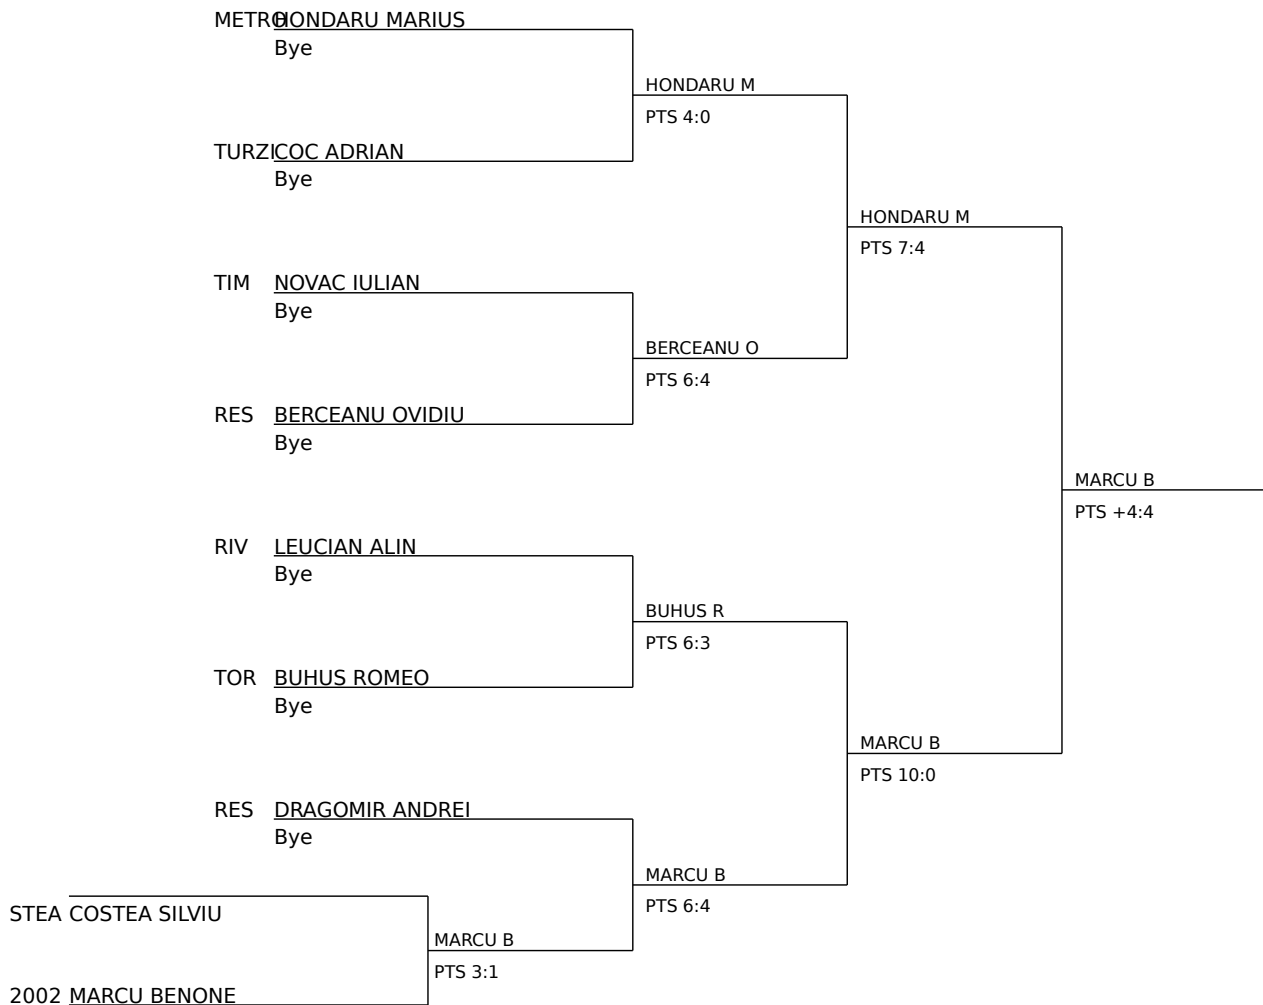 METRO HONDARU MARIUS
Bye
HONDARU M
PTS 4:0
TURZI COC ADRIAN
Bye
HONDARU M
PTS 7:4
TIM NOVAC IULIAN
Bye
BERCEANU O
PTS 6:4
RES BERCEANU OVIDIU
Bye
MARCU B
PTS +4:4
RIV LEUCIAN ALIN
Bye
BUHUS R
PTS 6:3
TOR BUHUS ROMEO
Bye
MARCU B
PTS 10:0
RES DRAGOMIR ANDREI
Bye
MARCU B
PTS 6:4
STEA COSTEA SILVIU
MARCU B
PTS 3:1
2002 MARCU BENONE